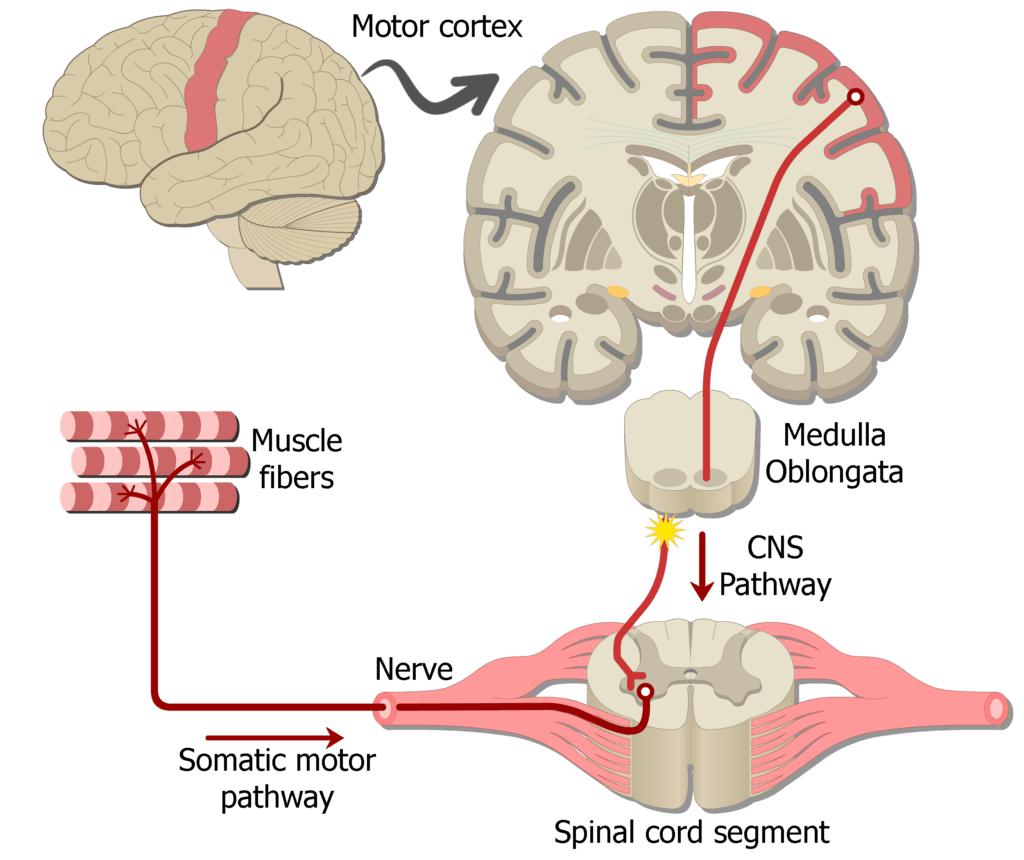 Motor cortex
Muscle
fibers
Medulla
Oblongata
CNS
Pathway
Nerve
Somatic motor
pathway
Spinal cord segment